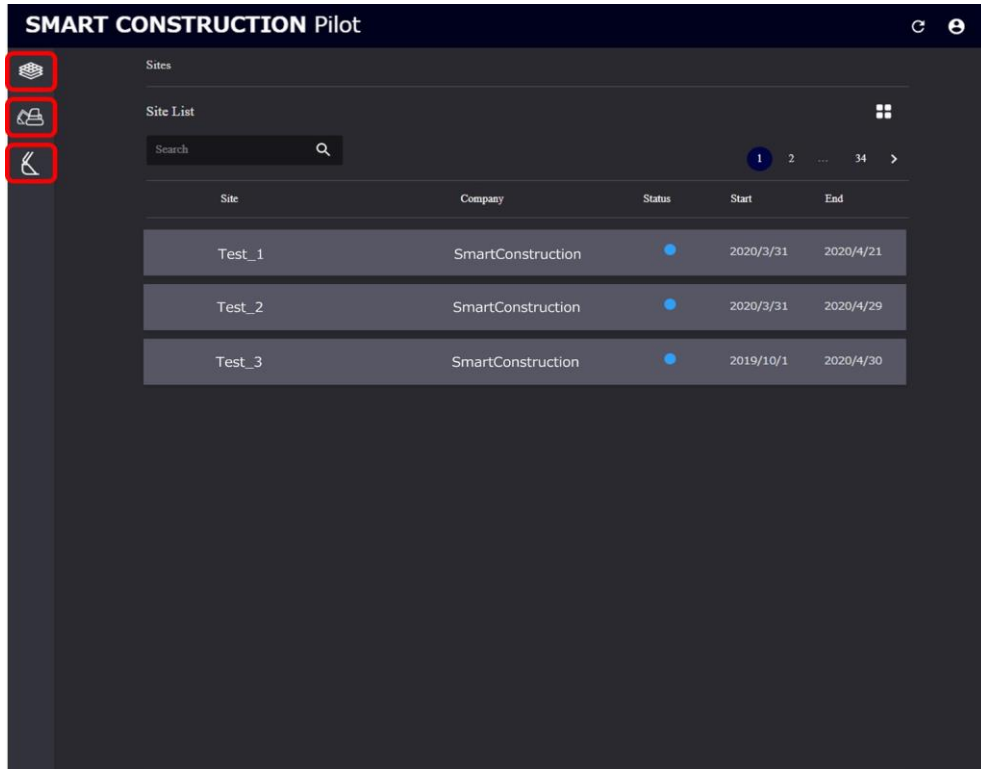 SMART CONSTRUCTION Pilot
Sites
Site List
Search
1 2 ... 34 >
Site Company Status Start End
Test_1 SmartConstruction 2020/3/31 2020/4/21
Test_2 SmartConstruction 2020/3/31 2020/4/29
Test_3 SmartConstruction 2019/10/1 2020/4/30